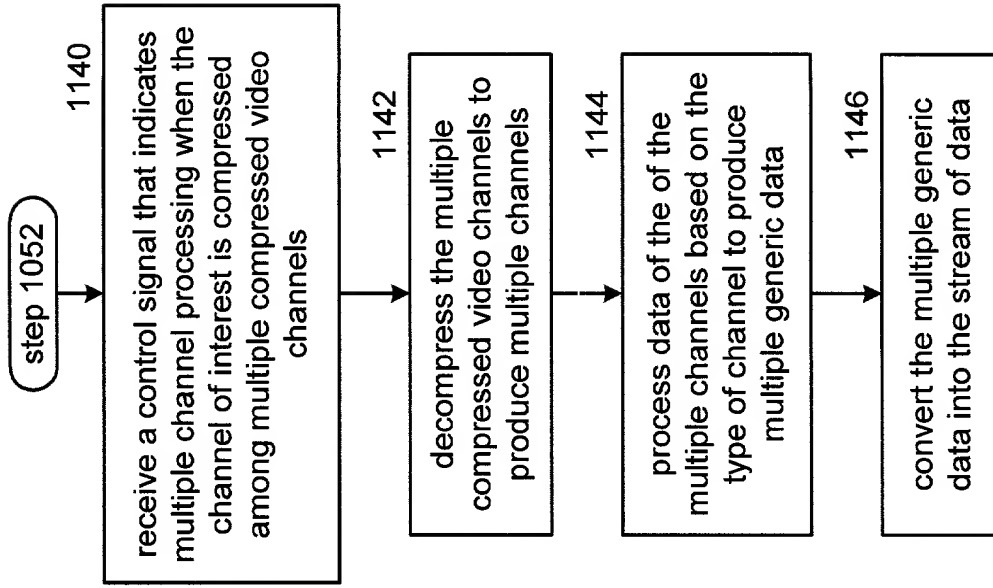 step 1052
1140
receive a control signal that indicates
multiple channel processing when the
channel of interest is compressed
among multiple compressed video
channels
1142
decompress the multiple
compressed video channels to
produce multiple channels
1144
process data of the of the
multiple channels based on the
type of channel to produce
multiple generic data
1146
convert the multiple generic
data into the stream of data